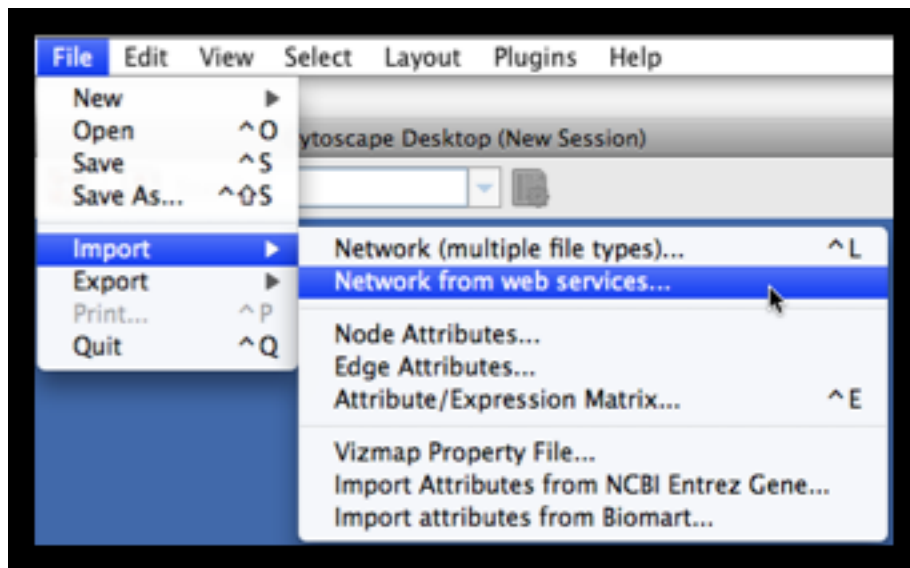 File Edit View Select Layout Plugins Help
New
Open ^O
ytoscape Desktop (New Session)
Save ^S
Save As... ^⇧S
Import
Network (multiple file types)... ^L
Export
Network from web services...
Print... ^P
Quit ^Q
Node Attributes...
Edge Attributes...
Attribute/Expression Matrix... ^E
Vizmap Property File...
Import Attributes from NCBI Entrez Gene...
Import attributes from Biomart...